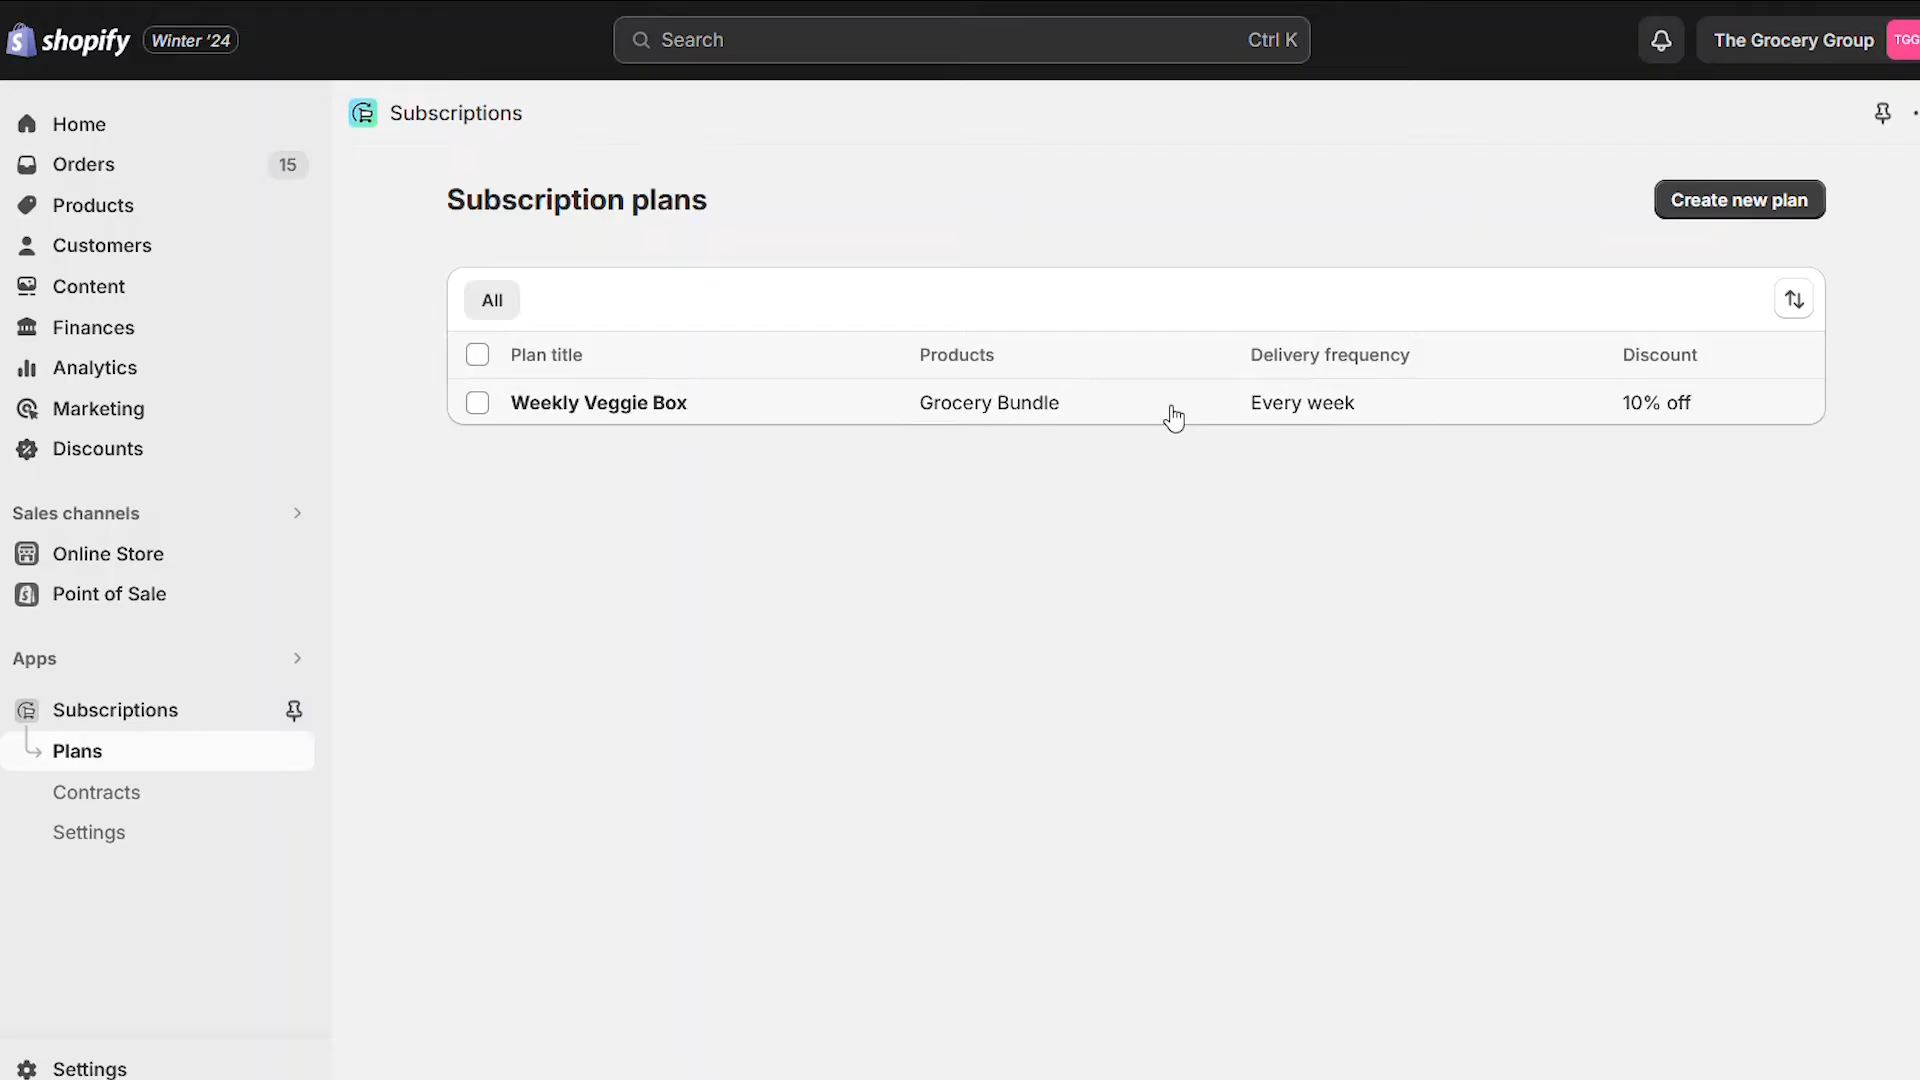 shopify Winter '24
Search Ctrl K
The Grocery Group TGG
Home
Orders 15
Products
Customers
Content
Finances
Analytics
Marketing
Discounts
Sales channels
Online Store
Point of Sale
Apps
Subscriptions
Plans
Contracts
Settings
Settings
Subscriptions
Subscription plans
Create new plan
All
Plan title Products Delivery frequency Discount
Weekly Veggie Box Grocery Bundle Every week 10% off